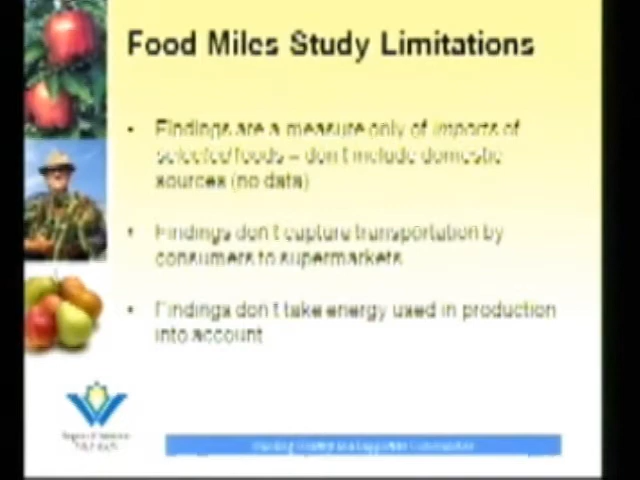 Food Miles Study Limitations
• Findings are a measure only of imports of
selected foods – don't include domestic
sources (no data)
• Findings don't capture transportation by
consumers to supermarkets
• Findings don't take energy used in production
into account